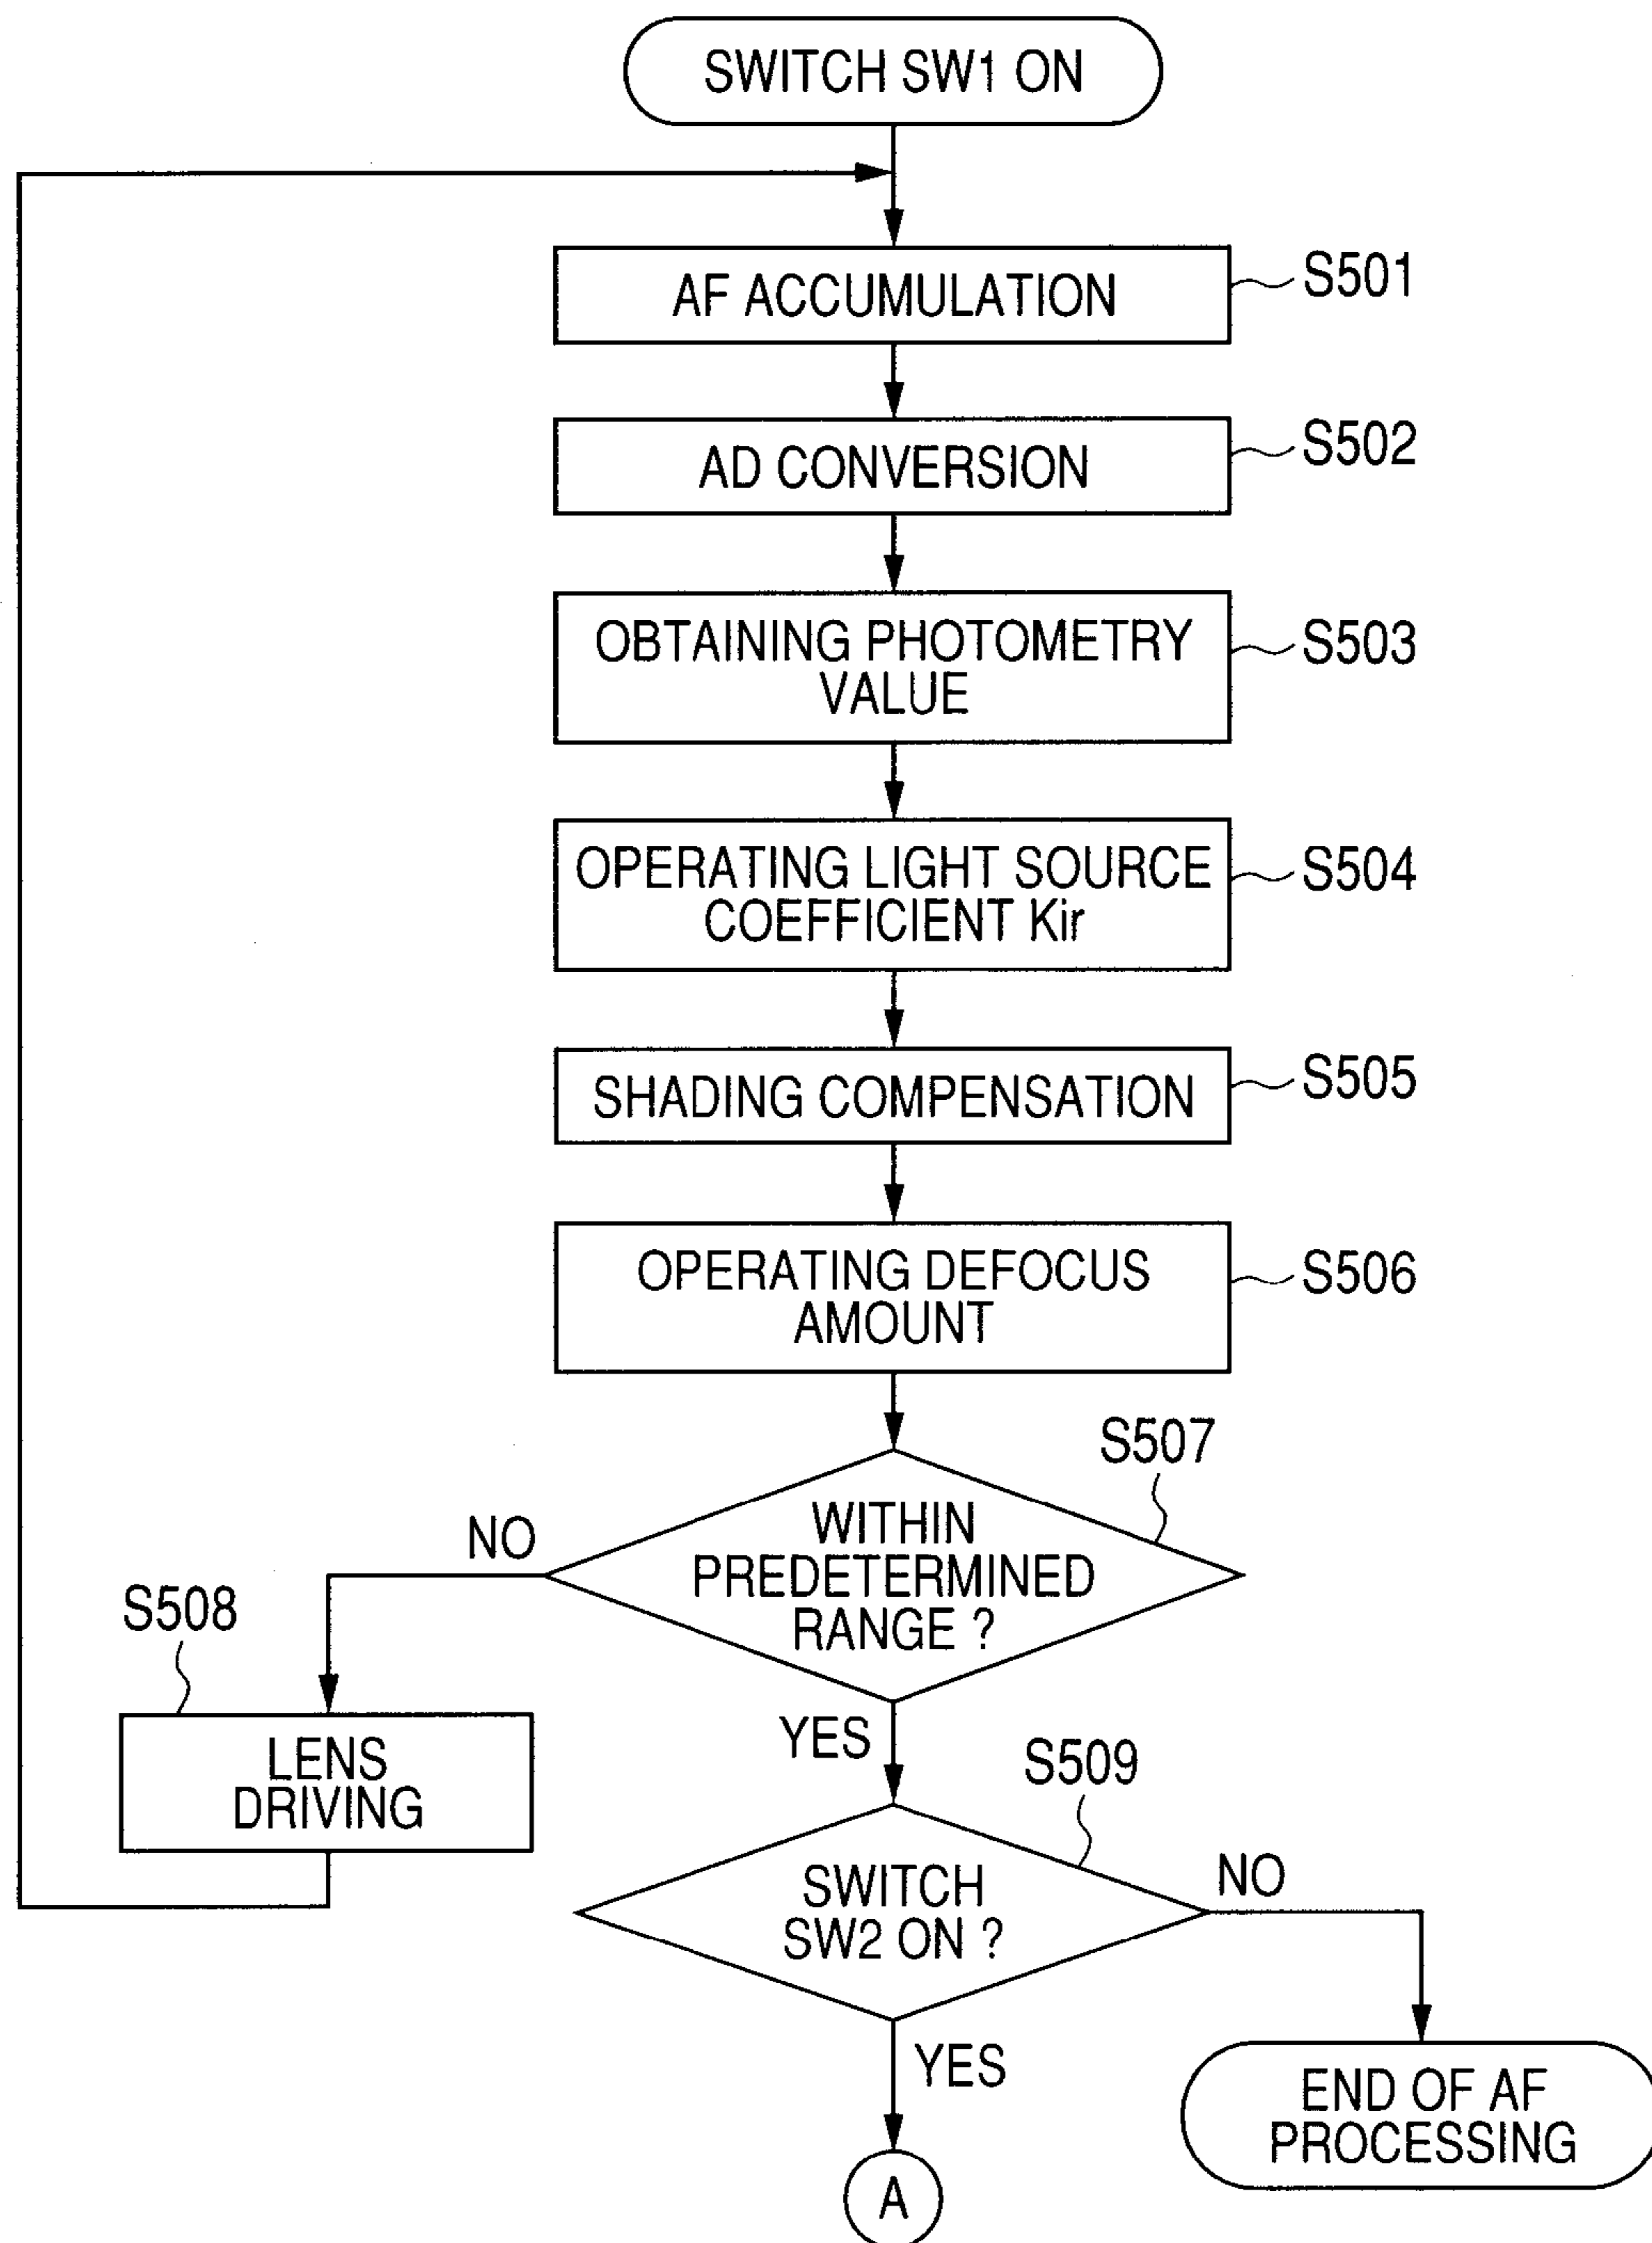 SWITCH SW1 ON
AF ACCUMULATION
S501
AD CONVERSION
S502
OBTAINING PHOTOMETRY
VALUE
S503
OPERATING LIGHT SOURCE
COEFFICIENT Kir
S504
SHADING COMPENSATION
S505
OPERATING DEFOCUS
AMOUNT
S506
S507
WITHIN
PREDETERMINED
RANGE ?
NO
S508
LENS
DRIVING
YES
S509
SWITCH
SW2 ON ?
NO
YES
END OF AF
PROCESSING
A